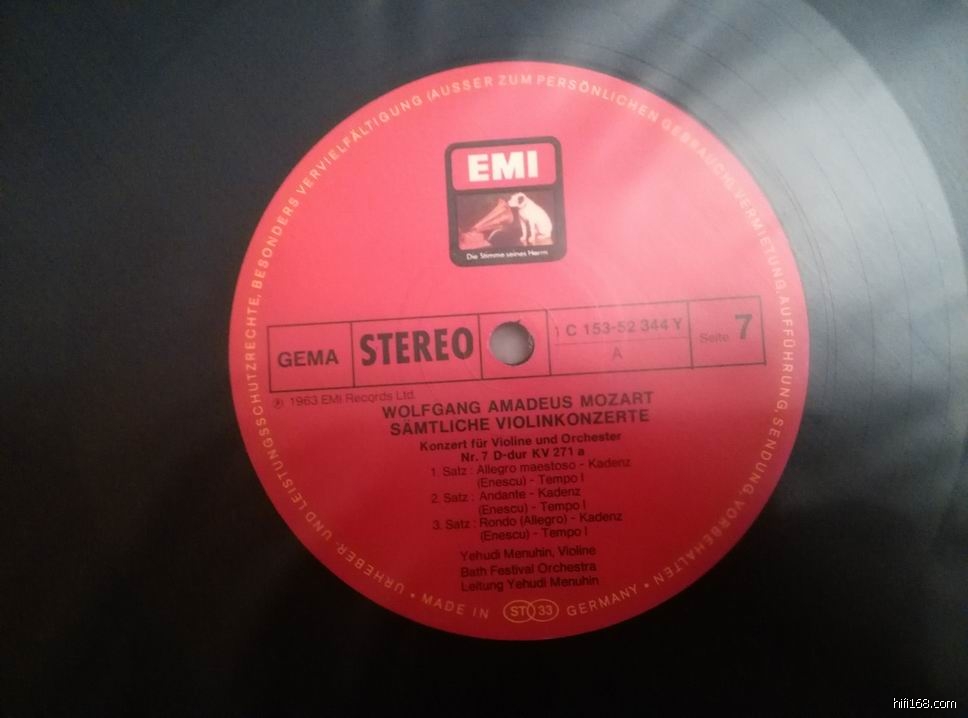 URHEBER- UND LEISTUNGSSCHUTZRECHTE, BESONDERS VERVIELFÄLTIGUNG (AUSSER ZUM PERSÖNLICHEN GEBRAUCH) VERMIETUNG, AUFFÜHRUNG, SENDUNG, VORBEHALTEN •
EMI
Die Stimme seines Herrn
GEMA
STEREO
1 C 153-52 344 Y
A
Seite 7
℗ 1963 EMI Records Ltd.
WOLFGANG AMADEUS MOZART
SÄMTLICHE VIOLINKONZERTE
Konzert für Violine und Orchester
Nr. 7 D-dur KV 271 a
1. Satz : Allegro maestoso - Kadenz
(Enescu) - Tempo I
2. Satz : Andante - Kadenz
(Enescu) - Tempo I
3. Satz : Rondo (Allegro) - Kadenz
(Enescu) - Tempo I
Yehudi Menuhin, Violine
Bath Festival Orchestra
Leitung Yehudi Menuhin
• MADE IN ST 33 GERMANY •
hifi168.com